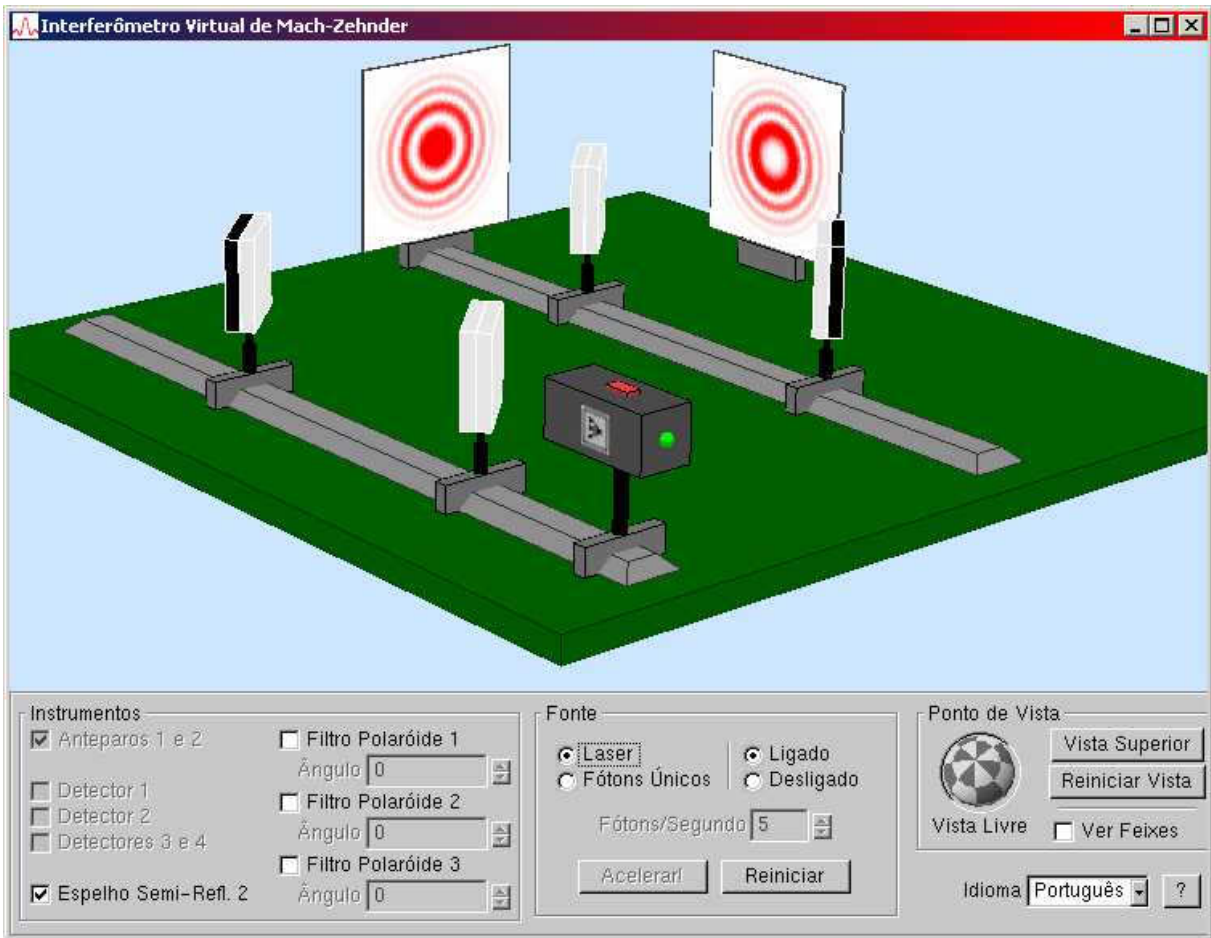 Interferômetro Virtual de Mach-Zehnder
Instrumentos
Anteparos 1 e 2
Detector 1
Detector 2
Detectores 3 e 4
Espelho Semi-Refl. 2
Filtro Polaróide 1
Ângulo 0
Filtro Polaróide 2
Ângulo 0
Filtro Polaróide 3
Ângulo 0
Fonte
Laser
Fótons Únicos
Ligado
Desligado
Fótons/Segundo 5
Acelerar!
Reiniciar
Ponto de Vista
Vista Livre
Vista Superior
Reiniciar Vista
Ver Feixes
Idioma Português ?